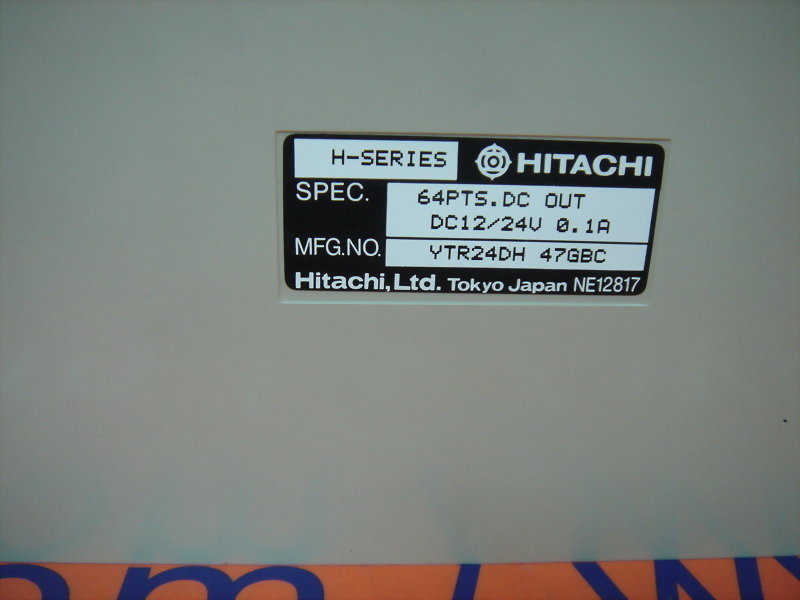 H-SERIES HITACHI
SPEC. 64PTS.DC OUT
DC12/24V 0.1A
MFG.NO. YTR24DH 47GBC
Hitachi,Ltd. Tokyo Japan NE12817